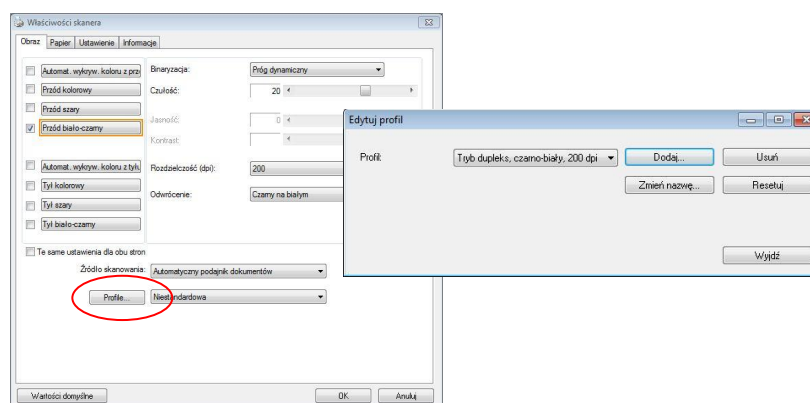 Właściwości skanera
Obraz Papier Ustawienie Informacje
Automat. wykryw. koloru z prz
Binaryzacja: Próg dynamiczny
Przód kolorowy
Czułość: 20
Przód szary
Jasność: 0
Przód biało-czarny
Kontrast:
Automat. wykryw. koloru z tyłu
Rozdzielczość (dpi): 200
Tył kolorowy
Odwrócenie: Czarny na białym
Tył szary
Tył biało-czarny
Te same ustawienia dla obu stron
Źródło skanowania: Automatyczny podajnik dokumentów
Profile... Niestandardowa
Wartości domyślne OK Anuluj
Edytuj profil
Profil: Tryb dupleks, czarno-biały, 200 dpi Dodaj... Usuń
Zmień nazwę... Resetuj
Wyjdź